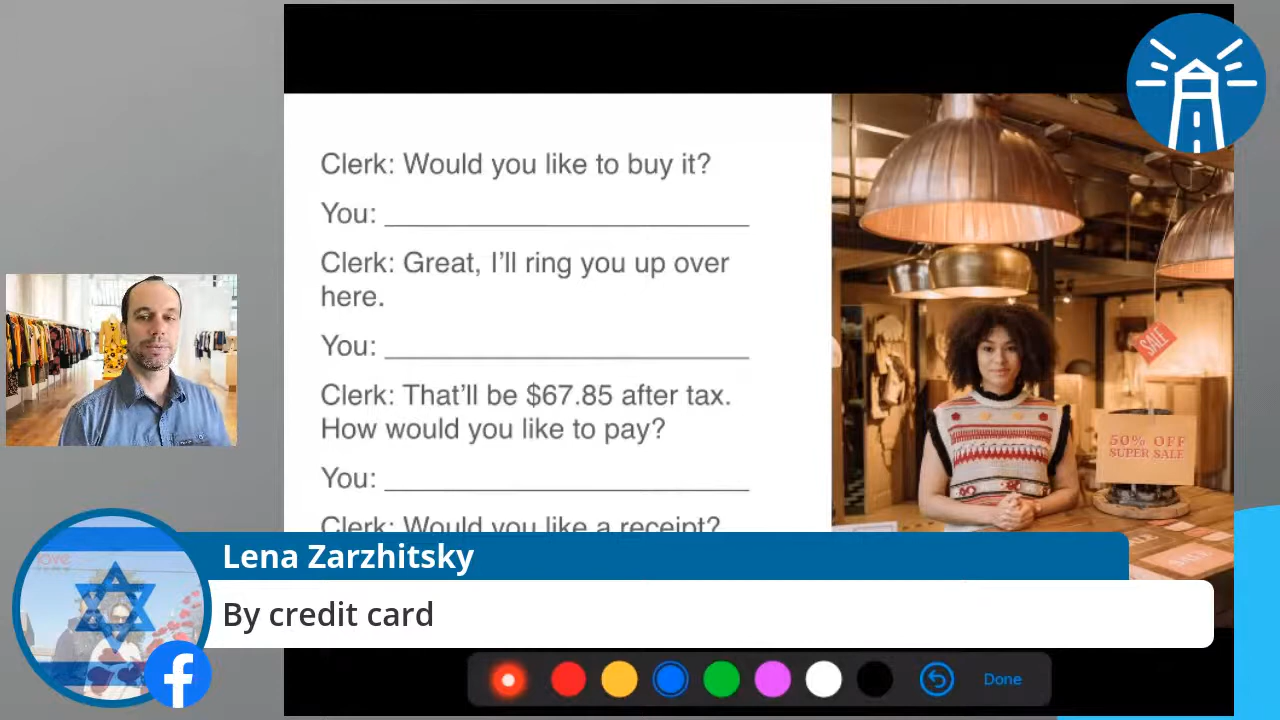 Clerk: Would you like to buy it?
You: ___________________________
Clerk: Great, I’ll ring you up over
here.
You: ___________________________
Clerk: That’ll be $67.85 after tax.
How would you like to pay?
You: ___________________________
Clerk: Would you like a receipt?
SALE
50% OFF
SUPER SALE
SALE
love
Lena Zarzhitsky
By credit card
Done